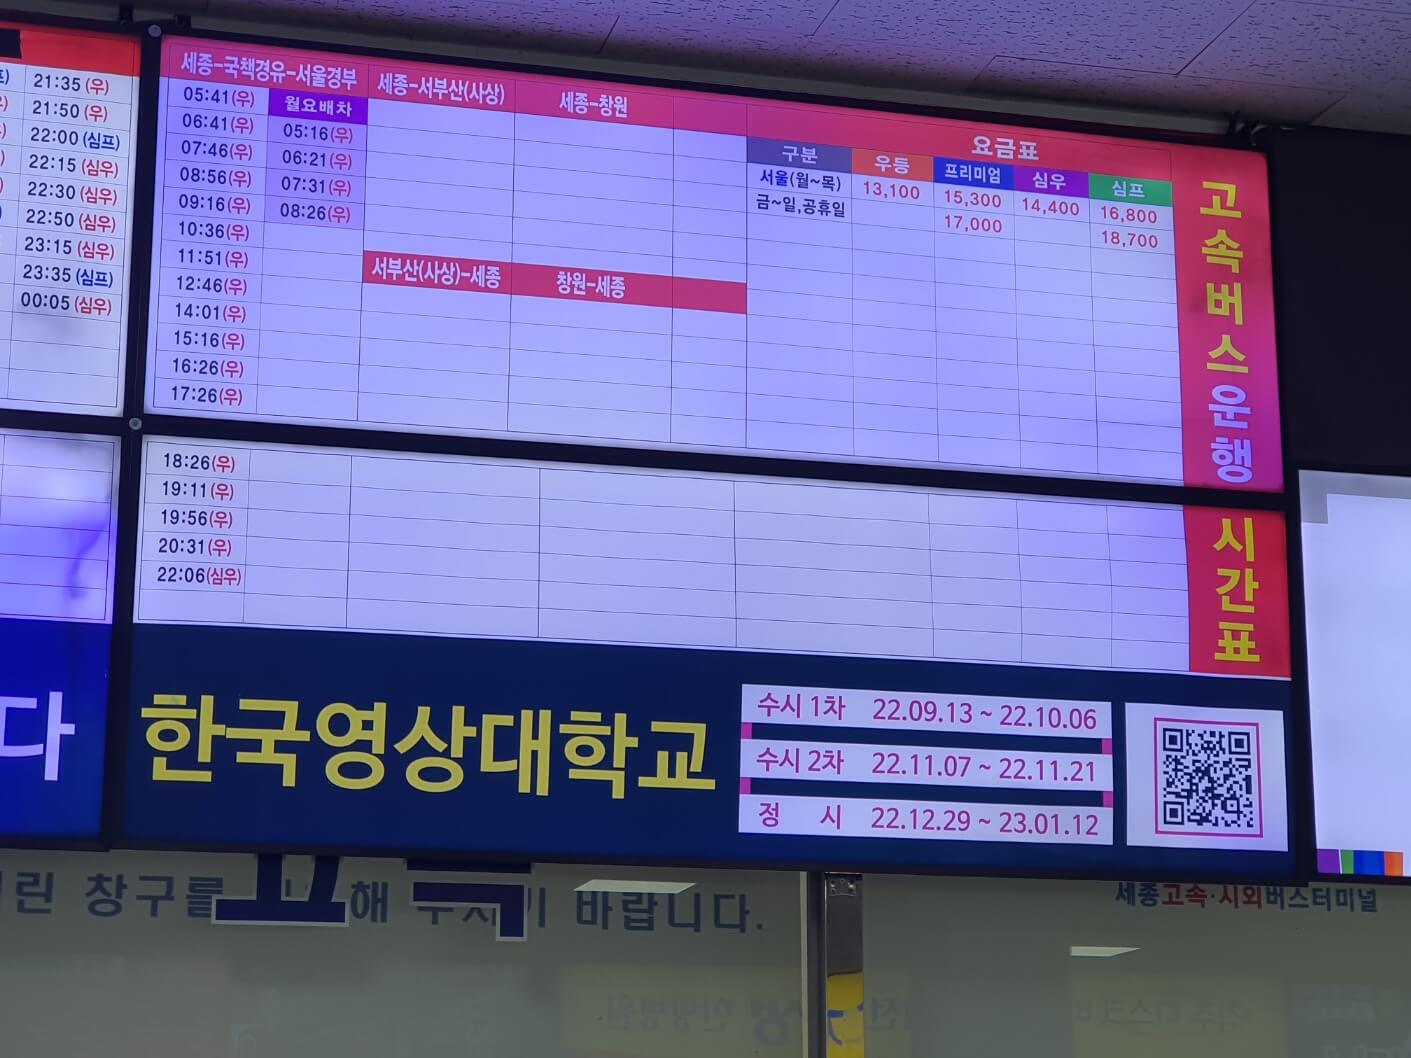 21:35 (우)
21:50 (우)
22:00 (심프)
22:15 (심우)
22:30 (심우)
22:50 (심우)
23:15 (심우)
23:35 (심프)
00:05 (심우)
세종-국책경유-서울경부
세종-서부산(사상)
세종-창원
05:41(우) 월요배차
06:41(우) 05:16(우)
07:46(우) 06:21(우)
08:56(우) 07:31(우)
09:16(우) 08:26(우)
10:36(우)
11:51(우)
12:46(우)
14:01(우)
15:16(우)
16:26(우)
17:26(우)
18:26(우)
19:11(우)
19:56(우)
20:31(우)
22:06(심우)
서부산(사상)-세종
창원-세종
요금표
구분 우등 프리미엄 심우 심프
서울(월~목) 13,100 15,300 14,400 16,800
금~일,공휴일 17,000 18,700
고속버스운행
시간표
다
한국영상대학교
수시 1차 22.09.13 ~ 22.10.06
수시 2차 22.11.07 ~ 22.11.21
정 시 22.12.29 ~ 23.01.12
창구를
해
바랍니다.
세종고속·시외버스터미널